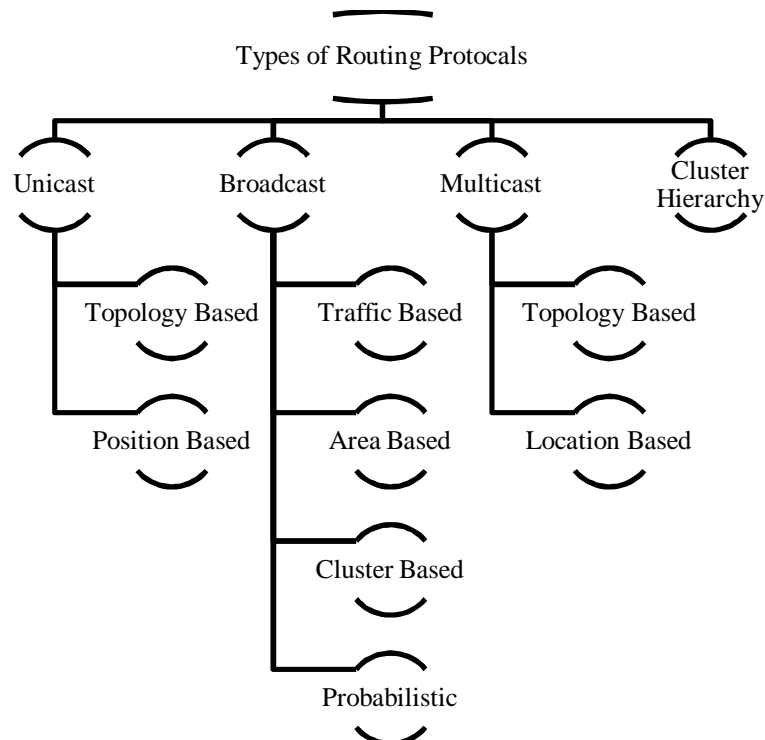 Types of Routing Protocals
Unicast
Broadcast
Multicast
Cluster
Hierarchy
Topology Based
Traffic Based
Topology Based
Position Based
Area Based
Location Based
Cluster Based
Probabilistic